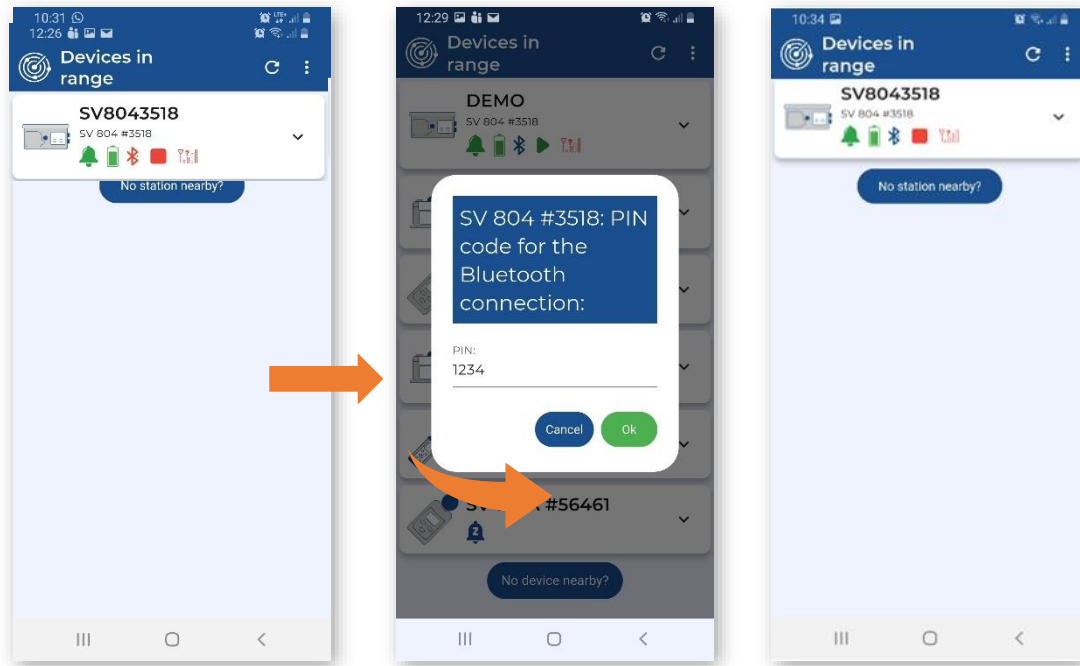 10:31
12:26
Devices in
range
SV8043518
SV 804 #3518
No station nearby?
12:29
Devices in
range
DEMO
SV 804 #3518
SV 804 #3518: PIN
code for the
Bluetooth
connection:
PIN:
1234
Cancel
Ok
#56461
No device nearby?
10:34
Devices in
range
SV8043518
SV 804 #3518
No station nearby?